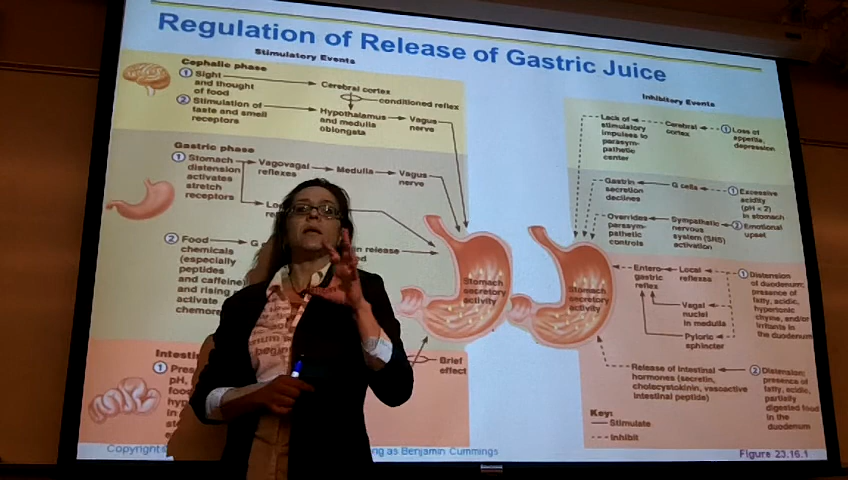 Regulation of Release of Gastric Juice
Stimulatory Events
Cephalic phase
1 Sight
and thought
of food
Cerebral cortex
conditioned reflex
2 Stimulation of
taste and smell
receptors
Hypothalamus
and medulla
oblongata
Vagus
nerve
Gastric phase
1 Stomach
distension
activates
stretch
receptors
Vagovagal
reflexes
Medulla
Vagus
nerve
2 Food
chemicals
(especially
peptides
and caffeine)
and rising
activate
G
release
Stomach
secretory
activity
Brief
effect
1
pH,
Inhibitory Events
Lack of
stimulatory
impulses to
parasym-
pathetic
center
Cerebral
cortex
1 Loss of
appetite,
depression
Gastrin
secretion
declines
G cells
1 Excessive
acidity
(pH < 2)
in stomach
Overrides
parasym-
pathetic
controls
Sympathetic
nervous
system (SNS)
activation
2 Emotional
upset
Stomach
secretory
activity
Entero-
gastric
reflex
Local
reflexes
Vagal
nuclei
in medulla
Pyloric
sphincter
1 Distension
of duodenum;
presence of
fatty, acidic,
hypertonic
chyme, and/or
irritants in
the duodenum
Release of intestinal
hormones (secretin,
cholecystokinin, vasoactive
intestinal peptide)
2 Distension;
presence of
fatty, acidic,
partially
digested food
in the
duodenum
Key:
Stimulate
Inhibit
Copyright
as Benjamin Cummings
Figure 23.16.1